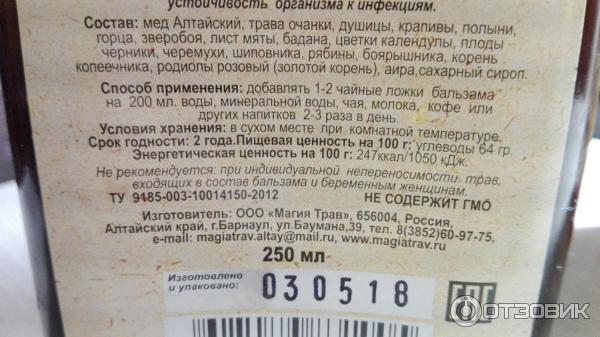 устойчивость организма к инфекциям.
Состав: мед Алтайский, трава очанки, душицы, крапивы, полыни,
горца, зверобоя, лист мяты, бадана, цветки календулы, плоды
черники, черемухи, шиповника, рябины, боярышника, корень
копеечника, родиолы розовый (золотой корень), аира,сахарный сироп.
Способ применения: добавлять 1-2 чайные ложки бальзама
на 200 мл. воды, минеральной воды, чая, молока, кофе или
других напитков 2-3 раза в день.
Условия хранения: в сухом месте при комнатной температуре,
Срок годности: 2 года.Пищевая ценность на 100 г: углеводы 64 гр.
Энергетическая ценность на 100 г: 247ккал/1050 кДж.
Не рекомендуется: при индивидуальной непереносимости трав,
входящих в состав бальзама и беременным женщинам.
ТУ 9185-003-10014150-2012 НЕ СОДЕРЖИТ ГМО
Изготовитель: ООО «Магия Трав», 656004, Россия,
Алтайский край, г.Барнаул, ул.Баумана,39, тел. 8(3852)60-97-75,
e-mail: magiatrav.altay@mail.ru, www.magiatrav.ru
250 мл
Изготовлено
и упаковано:
030518
EAC
ОТЗОВИК